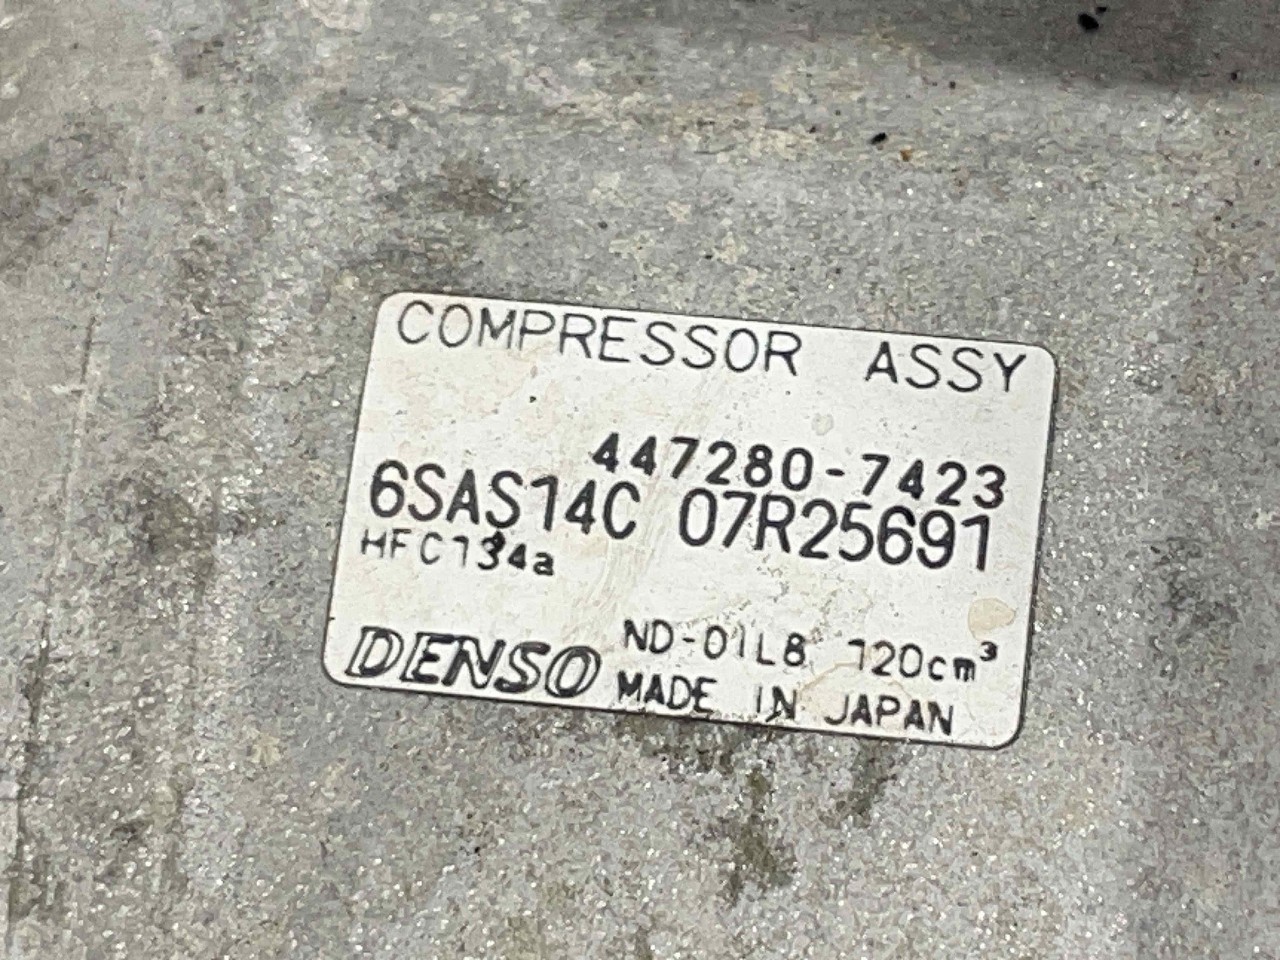 COMPRESSOR ASSY
447280-7423
6SAS14C 07R25691
HFC134a
DENSO ND-OIL8 120cm³
MADE IN JAPAN